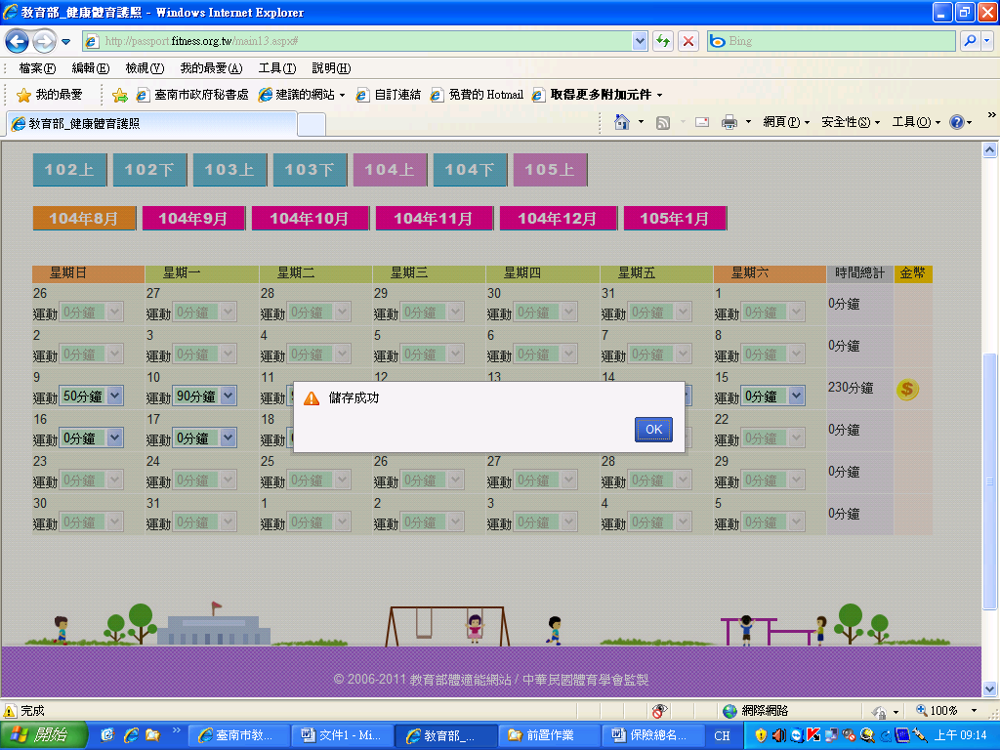 教育部_健康體育護照 - Windows Internet Explorer
http://passport.fitness.org.tw/main13.aspx#
Bing
檔案(F) 編輯(E) 檢視(V) 我的最愛(A) 工具(T) 說明(H)
我的最愛 臺南市政府秘書處 建議的網站 自訂連結 免費的 Hotmail 取得更多附加元件
教育部_健康體育護照 網頁(P) 安全性(S) 工具(O) »
102上 102下 103上 103下 104上 104下 105上
104年8月 104年9月 104年10月 104年11月 104年12月 105年1月
星期日 星期一 星期二 星期三 星期四 星期五 星期六 時間總計 金幣
26 27 28 29 30 31 1
運動 0分鐘 運動 0分鐘 運動 0分鐘 運動 0分鐘 運動 0分鐘 運動 0分鐘 運動 0分鐘 0分鐘
2 3 4 5 6 7 8
運動 0分鐘 運動 0分鐘 運動 0分鐘 運動 0分鐘 運動 0分鐘 運動 0分鐘 運動 0分鐘 0分鐘
9 10 11 12 13 14 15
運動 50分鐘 運動 90分鐘 運動 運動 0分鐘 230分鐘 $
儲存成功
OK
16 17 18 22
運動 0分鐘 運動 0分鐘 運動 運動 0分鐘 0分鐘
23 24 25 26 27 28 29
運動 0分鐘 運動 0分鐘 運動 0分鐘 運動 0分鐘 運動 0分鐘 運動 0分鐘 運動 0分鐘 0分鐘
30 31 1 2 3 4 5
運動 0分鐘 運動 0分鐘 運動 0分鐘 運動 0分鐘 運動 0分鐘 運動 0分鐘 運動 0分鐘 0分鐘
© 2006-2011 教育部體適能網站 / 中華民國體育學會監製
完成 網際網路 100%
開始 » 臺南市教... 文件1 - Mi... 教育部_... 前置作業 保險總名... CH 上午 09:14